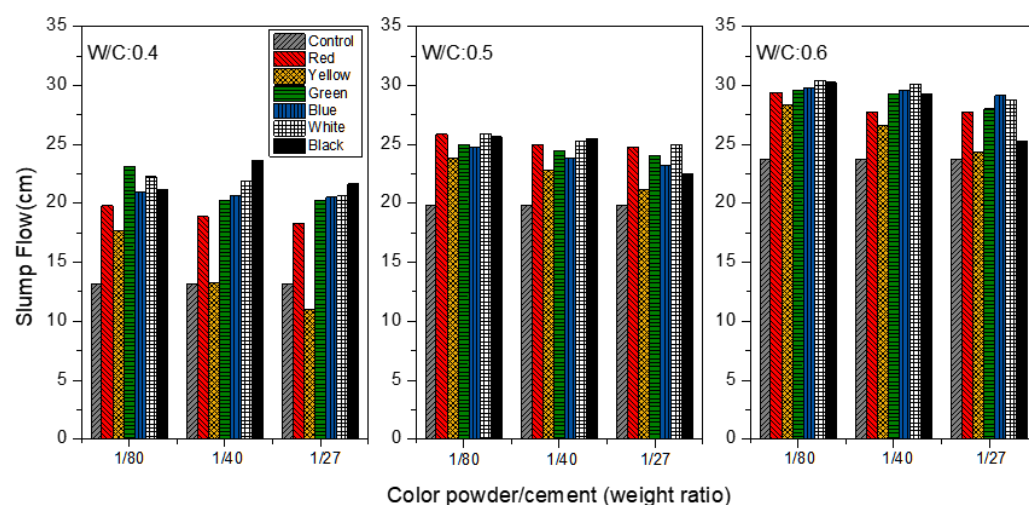 W/C:0.4
W/C:0.5
W/C:0.6
Control
Red
Yellow
Green
Blue
White
Black
Slump Flow(cm)
35
30
25
20
15
10
5
0
1/80
1/40
1/27
35
30
25
20
15
10
5
0
1/80
1/40
1/27
35
30
25
20
15
10
5
0
1/80
1/40
1/27
Color powder/cement (weight ratio)